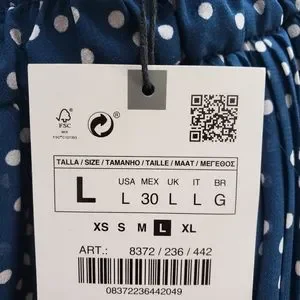 FSC
TALLA / SIZE / TAMANHO / TAILLE / MAAT / ΜΕΓΕΘΟΣ
L
USA MEX UK IT BR
L 30 L L G
XS S M L XL
ART.: 8372 / 236 / 442
08372236442049